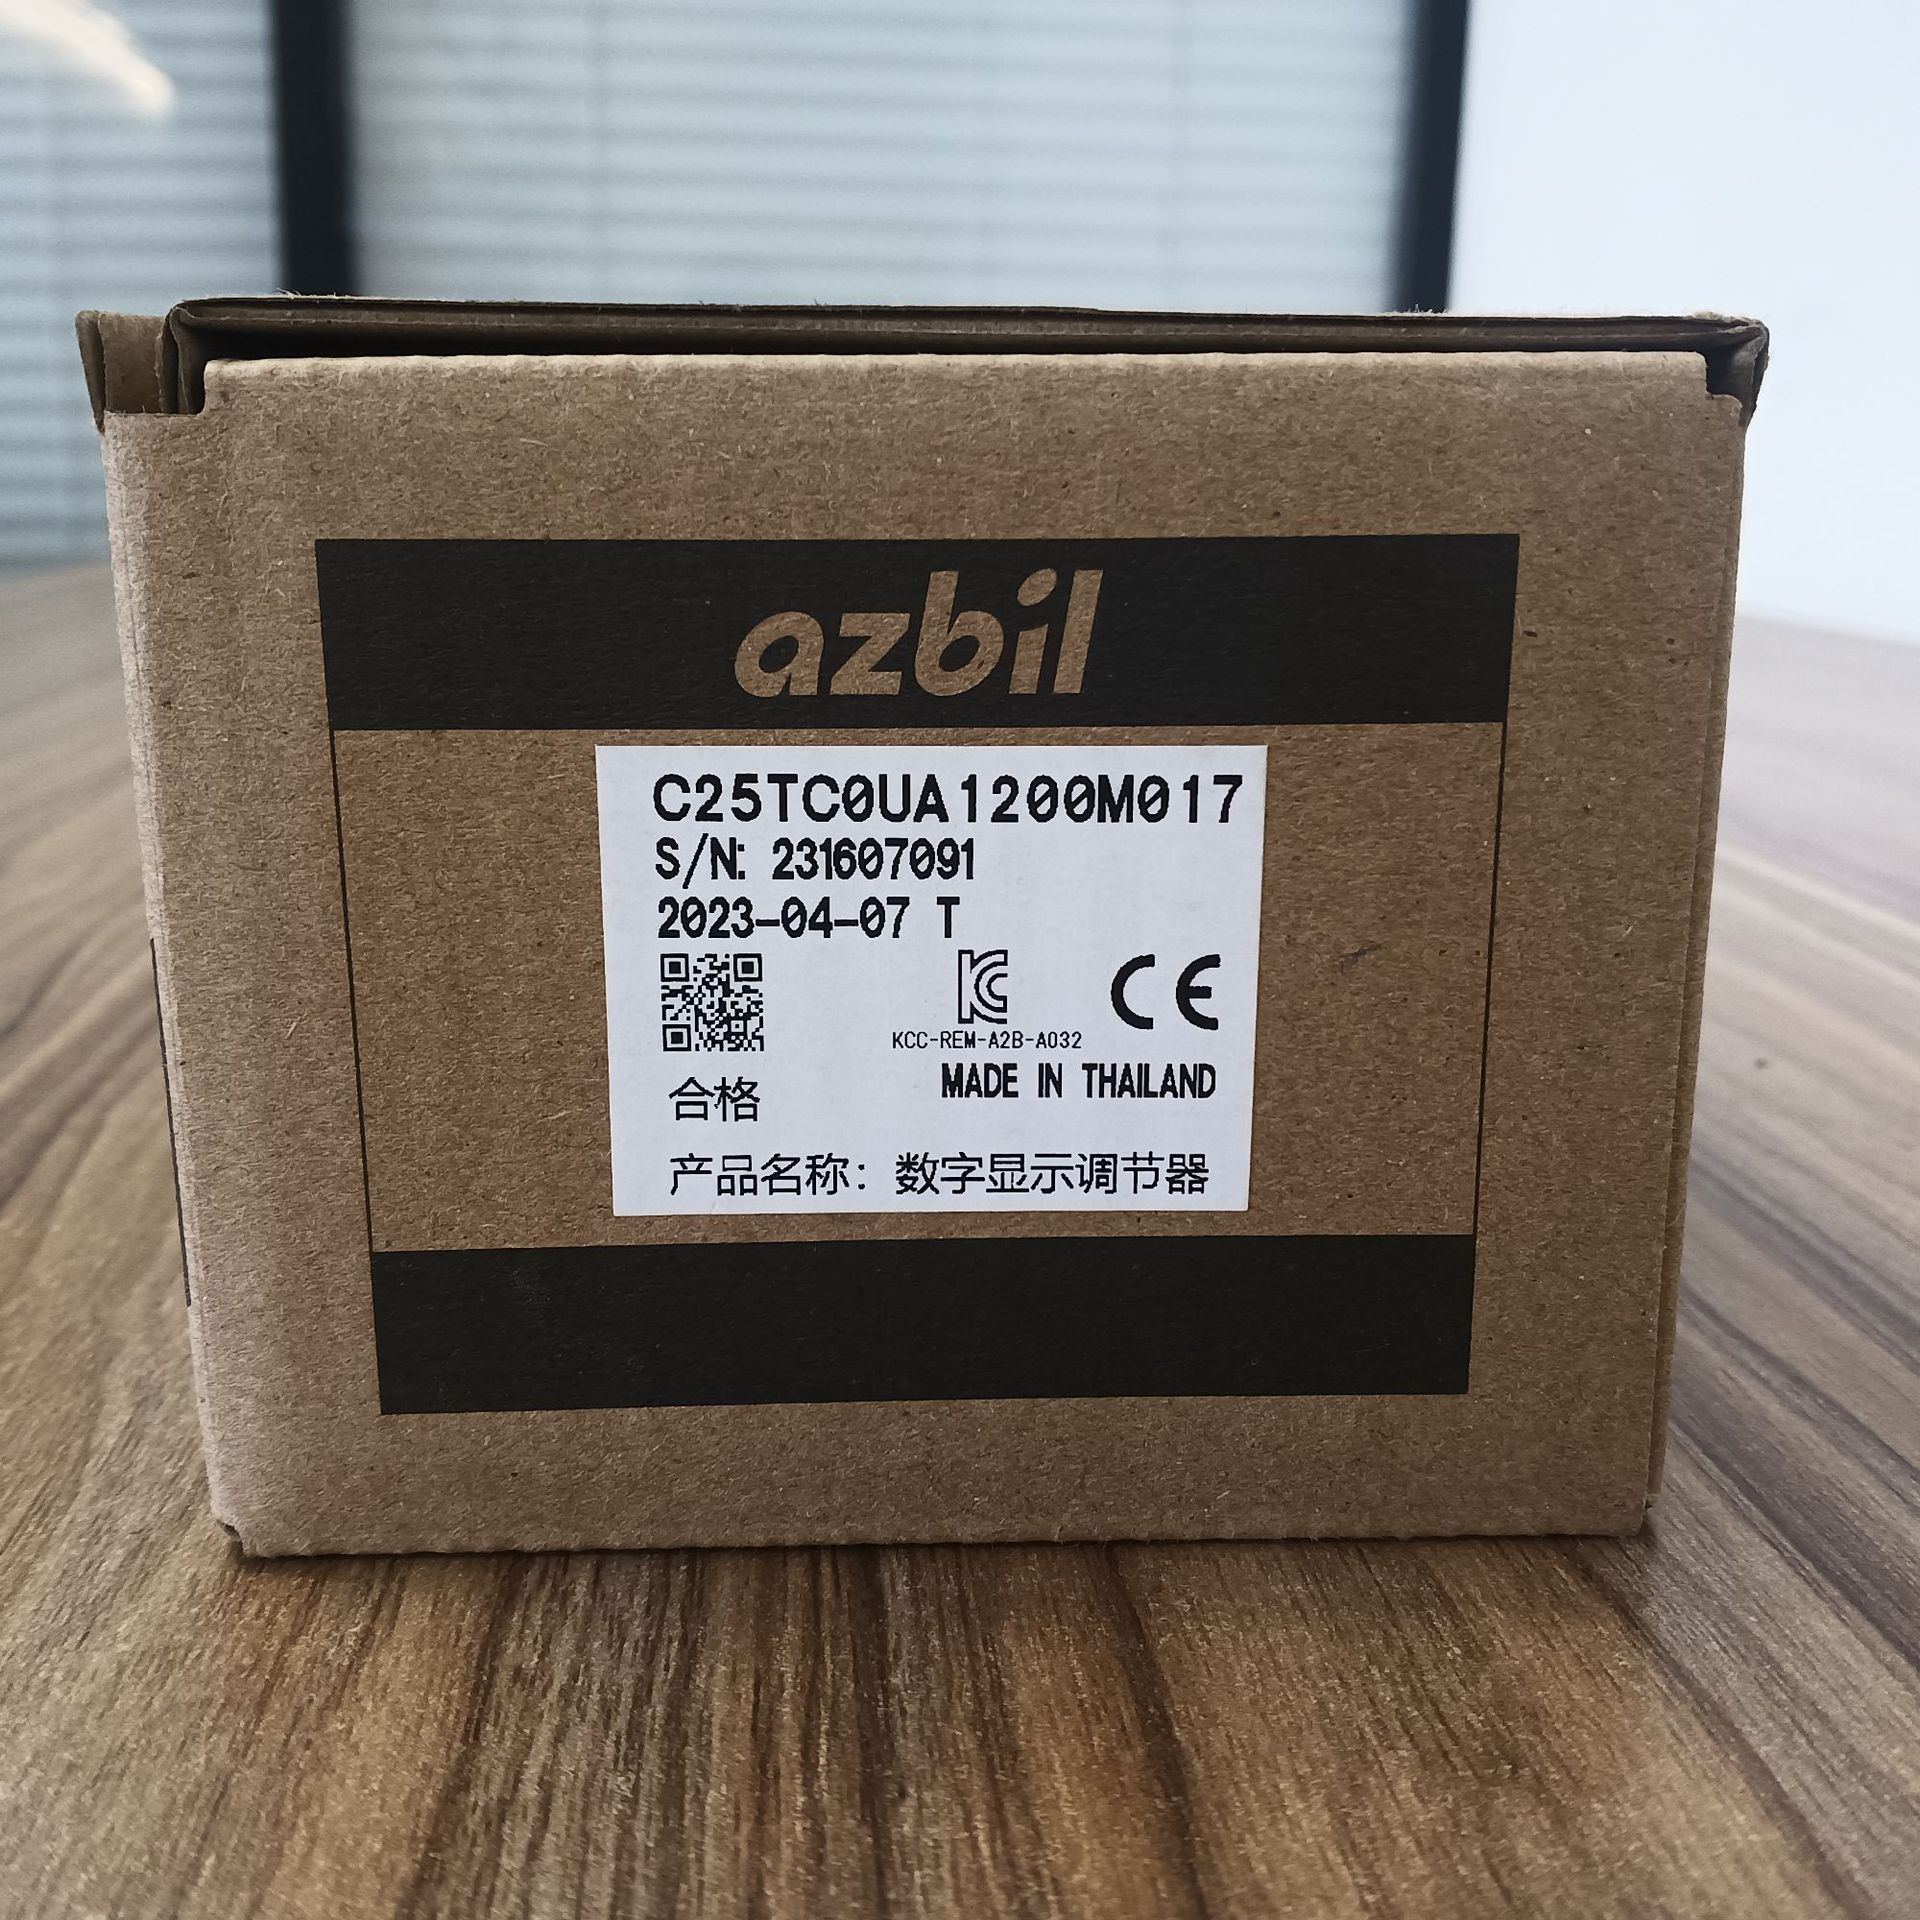 azbil
C25TC0UA1200M017
S/N: 231607091
2023-04-07 T
KC
CE
KCC-REM-A2B-A032
MADE IN THAILAND
合格
产品名称：数字显示调节器